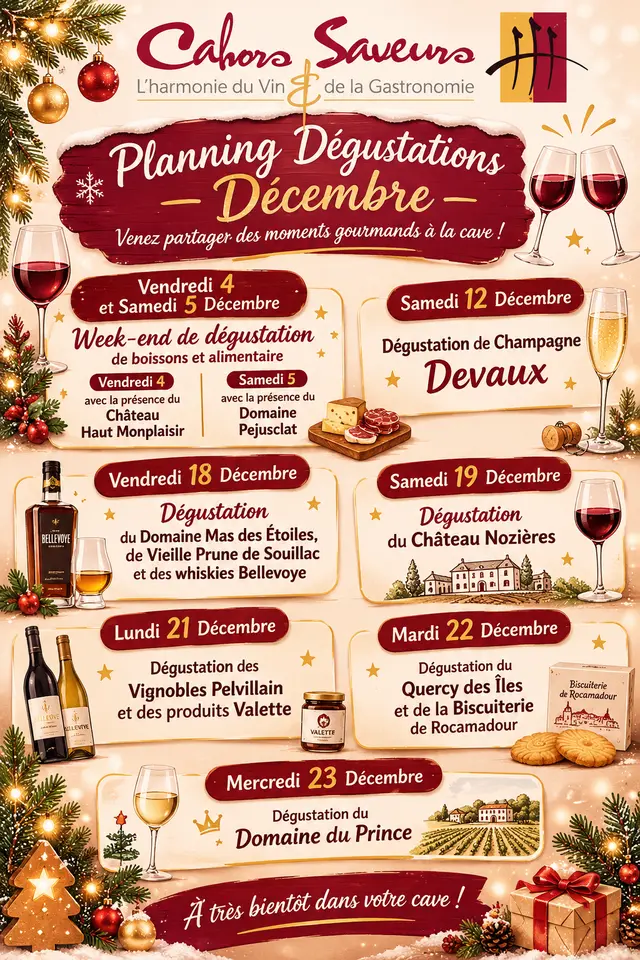 Cahors & Saveurs
L'harmonie du Vin & de la Gastronomie
Planning Dégustations
Décembre
Venez partager des moments gourmands à la cave !
Vendredi 4
et Samedi 5 Décembre
Week-end de dégustation
de boissons et alimentaire
Vendredi 4
avec la présence du
Château
Haut Monplaisir
Samedi 5
avec la présence du
Domaine
Pejusclat
Samedi 12 Décembre
Dégustation de Champagne
Devaux
Vendredi 18 Décembre
Dégustation
du Domaine Mas des Étoiles,
de Vieille Prune de Souillac
et des whiskies Bellevoye
BELLEVOYE
Samedi 19 Décembre
Dégustation
du Château Nozières
Lundi 21 Décembre
Dégustation des
Vignobles Pelvillain
et des produits Valette
VALETTE
Mardi 22 Décembre
Dégustation du
Quercy des Îles
et de la Biscuiterie
de Rocamadour
Biscuiterie
de Rocamadour
Mercredi 23 Décembre
Dégustation du
Domaine du Prince
À très bientôt dans votre cave !